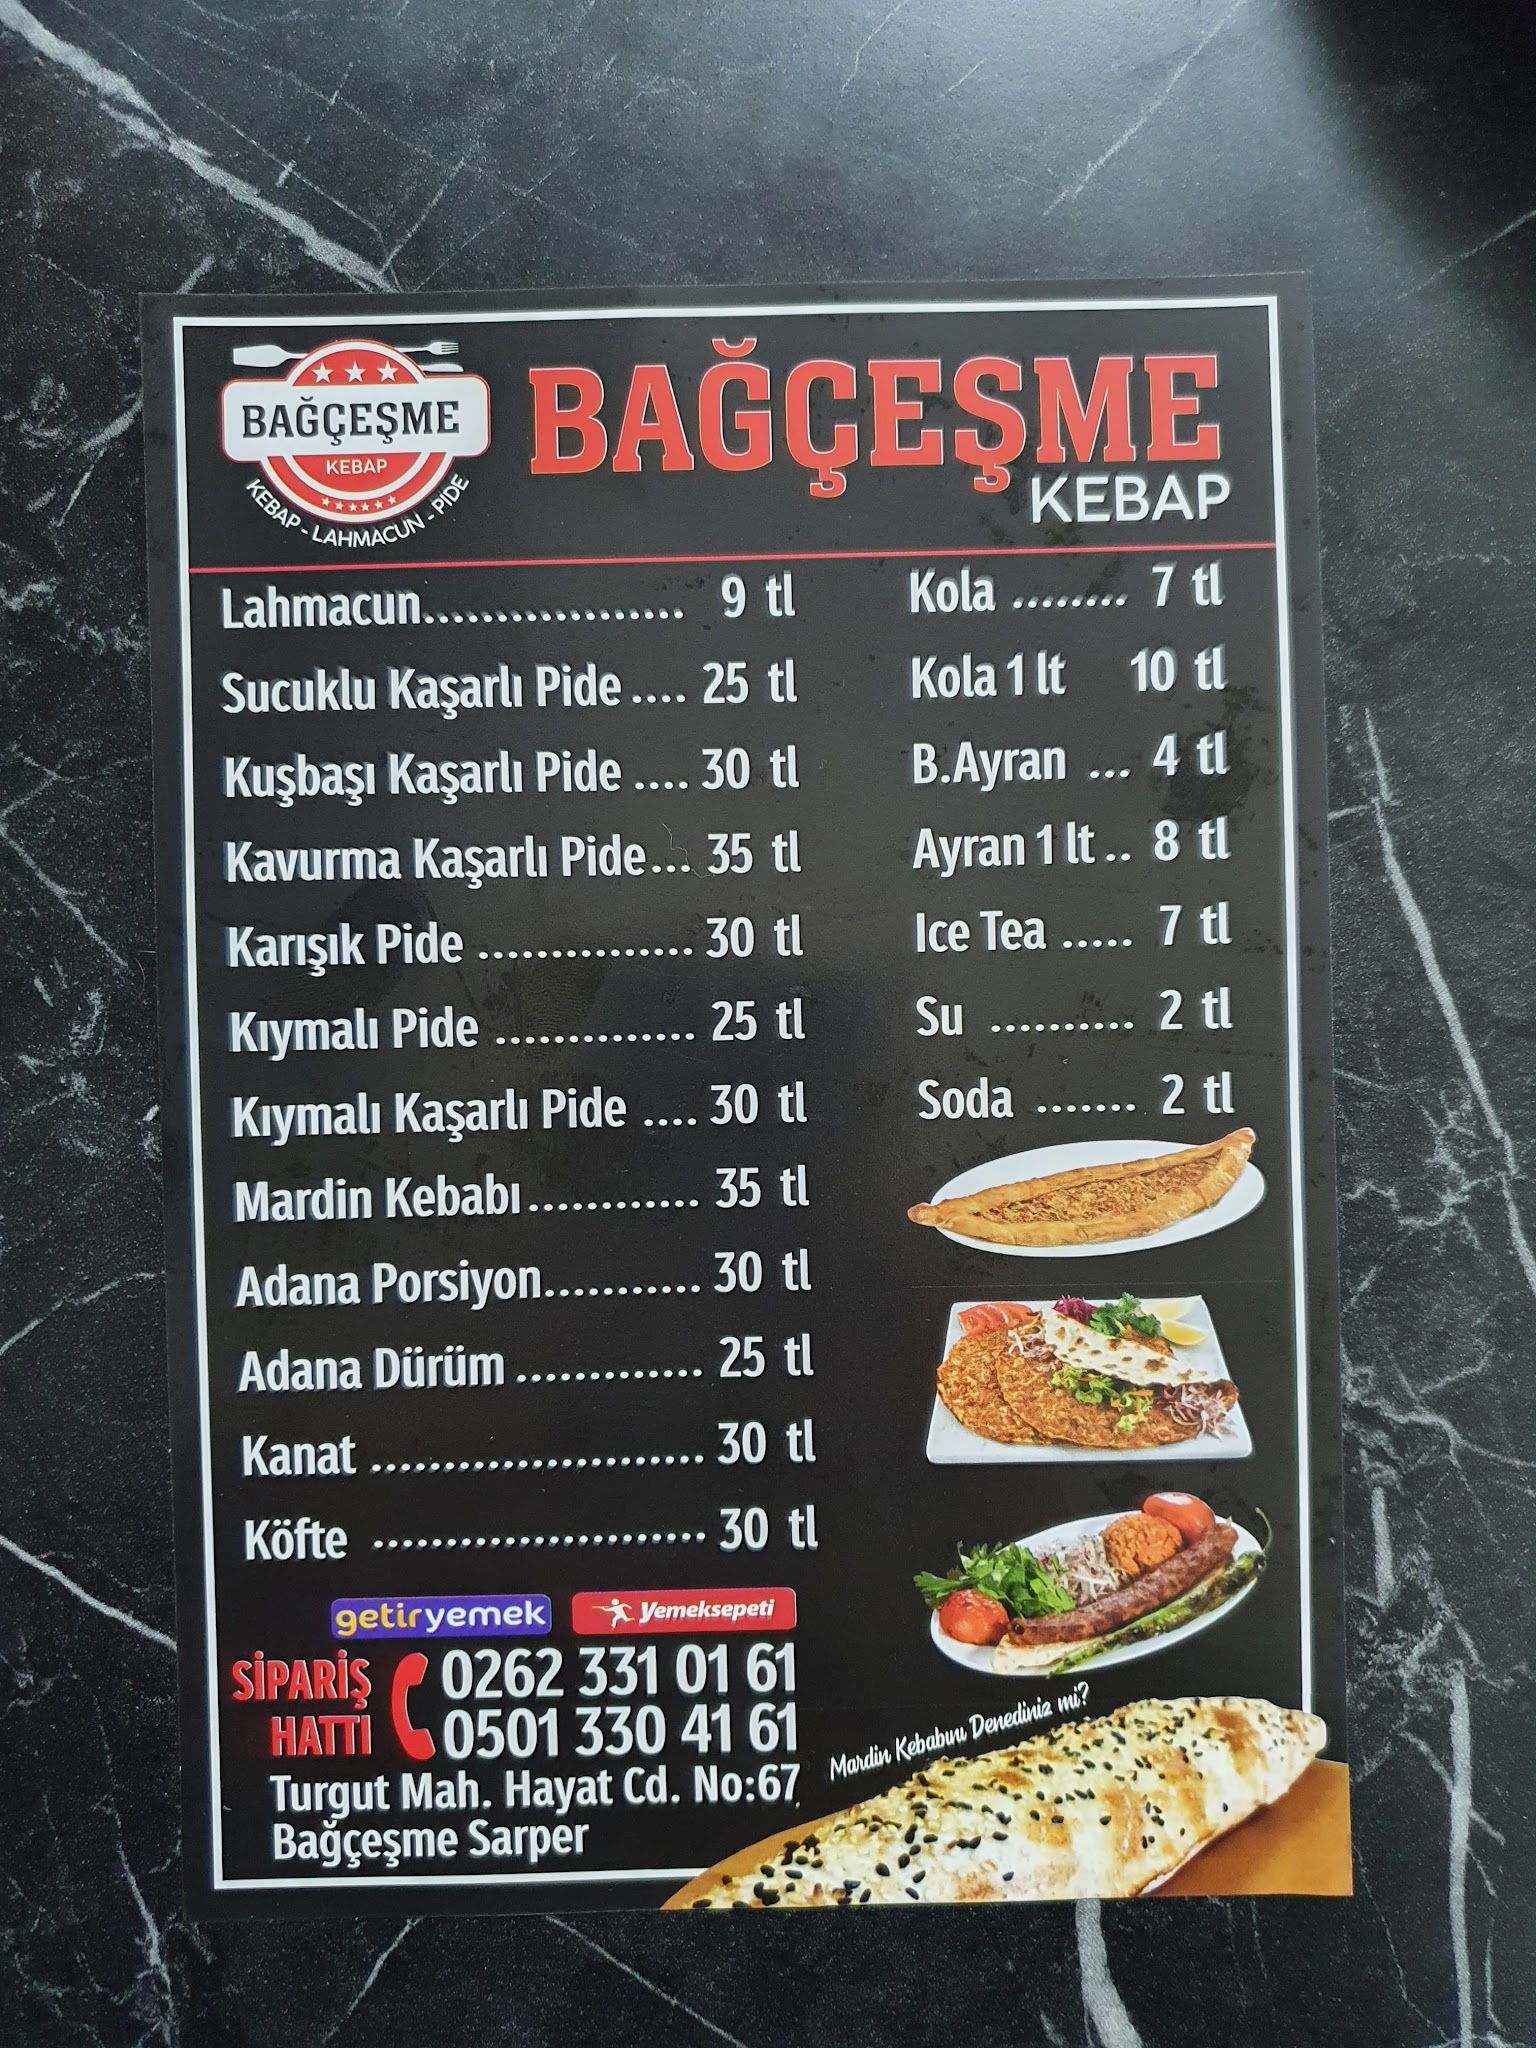 BAĞÇEŞME
KEBAP
KEBAP - LAHMACUN - PİDE
BAĞÇEŞME
KEBAP
Lahmacun.................. 9 tl
Sucuklu Kaşarlı Pide .... 25 tl
Kuşbaşı Kaşarlı Pide .... 30 tl
Kavurma Kaşarlı Pide... 35 tl
Karışık Pide ............... 30 tl
Kıymalı Pide .............. 25 tl
Kıymalı Kaşarlı Pide .... 30 tl
Mardin Kebabı............ 35 tl
Adana Porsiyon........... 30 tl
Adana Dürüm ............. 25 tl
Kanat ....................... 30 tl
Köfte ....................... 30 tl
Kola ........ 7 tl
Kola 1 lt 10 tl
B.Ayran ... 4 tl
Ayran 1 lt .. 8 tl
Ice Tea ..... 7 tl
Su .......... 2 tl
Soda ....... 2 tl
getiryemek
Yemeksepeti
SİPARİŞ
HATTI
0262 331 01 61
0501 330 41 61
Turgut Mah. Hayat Cd. No:67
Bağçeşme Sarper
Mardin Kebabını Denediniz mi?